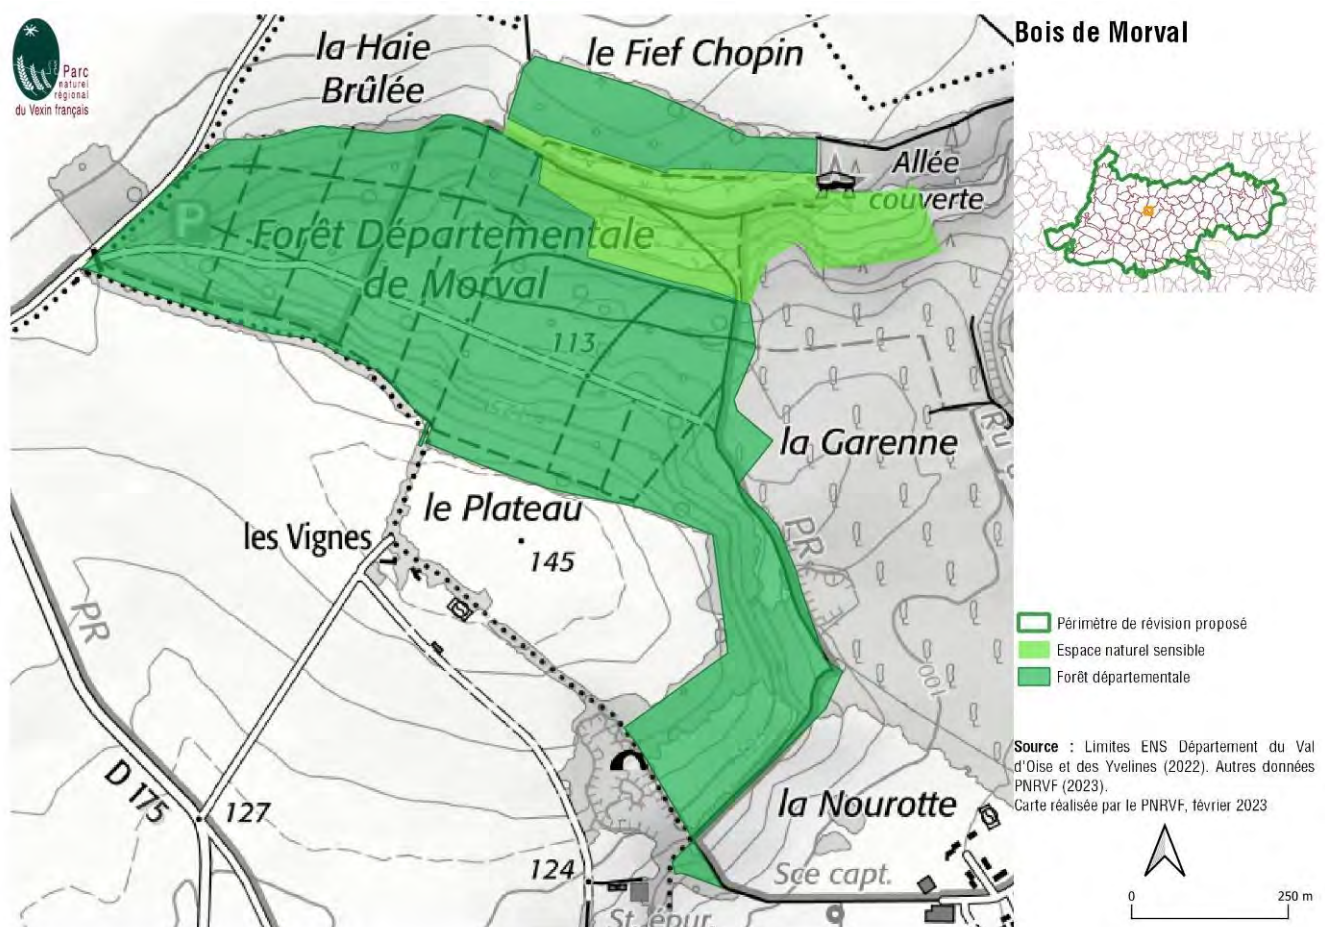 Parc
naturel
régional
du Vexin français
Bois de Morval
la Haie
Brûlée
le Fief Chopin
Allée
couverte
P
Forêt Départementale
de Morval
113
la Garenne
le Plateau
145
les Vignes
PR
PR
100
D 175
127
124
la Nourotte
Sce capt.
St. épur.
Périmètre de révision proposé
Espace naturel sensible
Forêt départementale
Source : Limites ENS Département du Val
d'Oise et des Yvelines (2022). Autres données
PNRVF (2023).
Carte réalisée par le PNRVF, février 2023
0 250 m